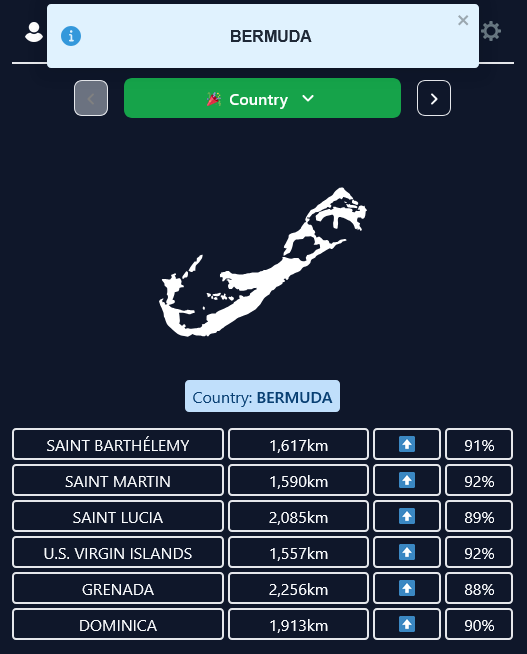 BERMUDA
Country
Country: BERMUDA
SAINT BARTHÉLEMY 1,617km 91%
SAINT MARTIN 1,590km 92%
SAINT LUCIA 2,085km 89%
U.S. VIRGIN ISLANDS 1,557km 92%
GRENADA 2,256km 88%
DOMINICA 1,913km 90%